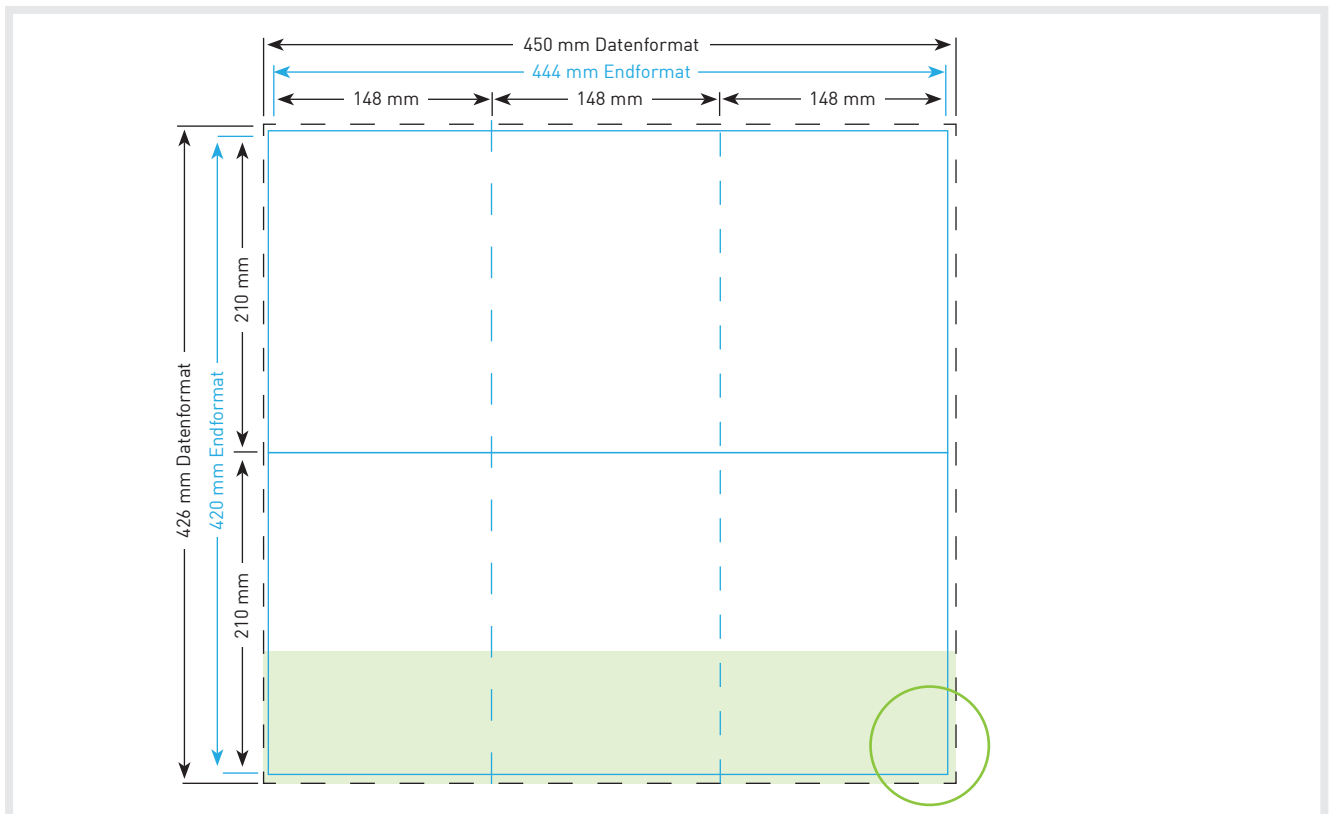 450 mm Datenformat
444 mm Endformat
148 mm
148 mm
148 mm
210 mm
426 mm Datenformat
420 mm Endformat
210 mm